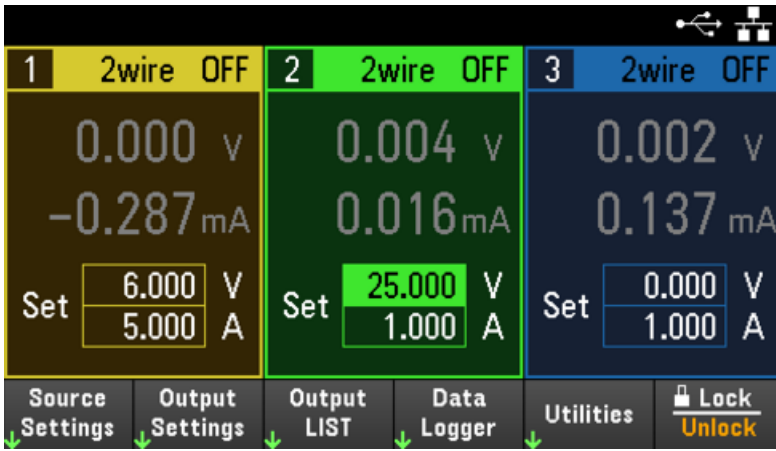 1 2wire OFF
0.000 V
−0.287 mA
Set 6.000 V
5.000 A
2 2wire OFF
0.004 V
0.016 mA
Set 25.000 V
1.000 A
3 2wire OFF
0.002 V
0.137 mA
Set 0.000 V
1.000 A
Source
Settings
Output
Settings
Output
LIST
Data
Logger
Utilities
Lock
Unlock